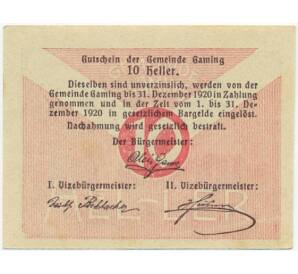 Gutschein der Gemeinde Gaming
10 Heller.
Dieselben sind unverzinslich, werden von der
Gemeinde Gaming bis 31. Dezember 1920 in Zahlung
genommen und in der Zeit vom 1. bis 31. De-
zember 1920 in gesetzlichem Bargelde eingelöst.
Nachahmung wird gesetzlich bestraft.
Der Bürgermeister:
10
I. Vizebürgermeister: II. Vizebürgermeister: